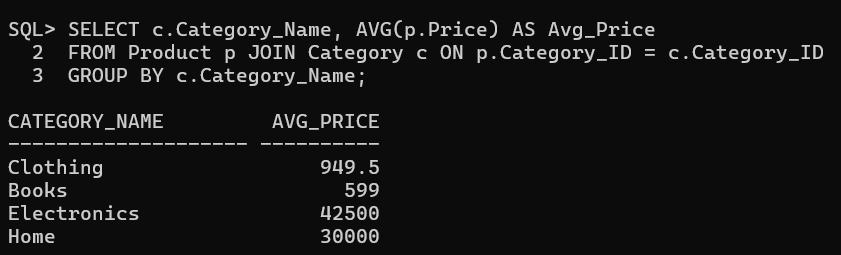 SQL> SELECT c.Category_Name, AVG(p.Price) AS Avg_Price
  2  FROM Product p JOIN Category c ON p.Category_ID = c.Category_ID
  3  GROUP BY c.Category_Name;

CATEGORY_NAME         AVG_PRICE
-------------------- ----------
Clothing                  949.5
Books                       599
Electronics               42500
Home                      30000